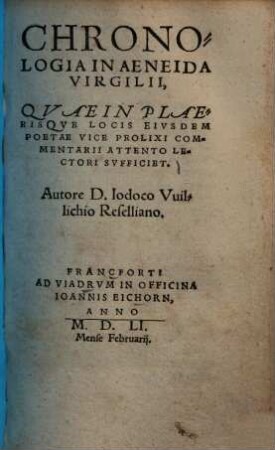 CHRONO-
LOGIA IN AENEIDA
VIRGILII,
QVAE IN PLAE-
RISQVE LOCIS EIVSDEM
POETAE VICE PROLIXI COM-
MENTARII ATTENTO LE-
CTORI SVFFICIET.
Autore D. Iodoco Vuil-
lichio Reselliano.
FRANCFORTI
AD VIADRVM IN OFFICINA
IOANNIS EICHORN,
ANNO
M. D. LI.
Mense Februarij.